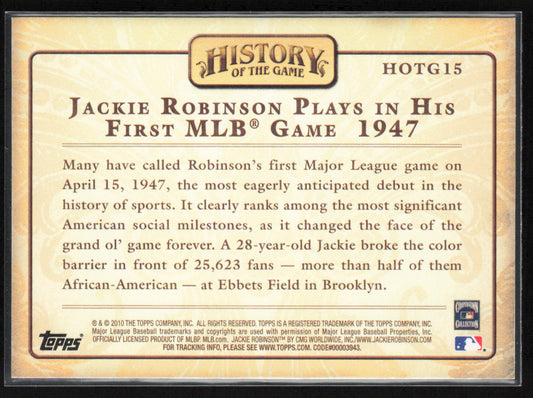 HISTORY
OF THE GAME
HOTG15
JACKIE ROBINSON PLAYS IN HIS
FIRST MLB® GAME 1947
Many have called Robinson's first Major League game on
April 15, 1947, the most eagerly anticipated debut in the
history of sports. It clearly ranks among the most significant
American social milestones, as it changed the face of the
grand ol' game forever. A 28-year-old Jackie broke the color
barrier in front of 25,623 fans — more than half of them
African-American — at Ebbets Field in Brooklyn.
® & © 2010 THE TOPPS COMPANY, INC. ALL RIGHTS RESERVED. TOPPS IS A REGISTERED TRADEMARK OF THE TOPPS COMPANY, INC.
Major League Baseball trademarks and copyrights are used with permission of Major League Baseball Properties, Inc.
OFFICIALLY LICENSED PRODUCT OF MLBP. MLB.com. JACKIE ROBINSON™ BY CMG WORLDWIDE, INC./WWW.JACKIEROBINSON.COM
FOR TRACKING INFO, PLEASE SEE WWW.TOPPS.COM. CODE#00003943.
Topps
COOPERSTOWN
COLLECTION